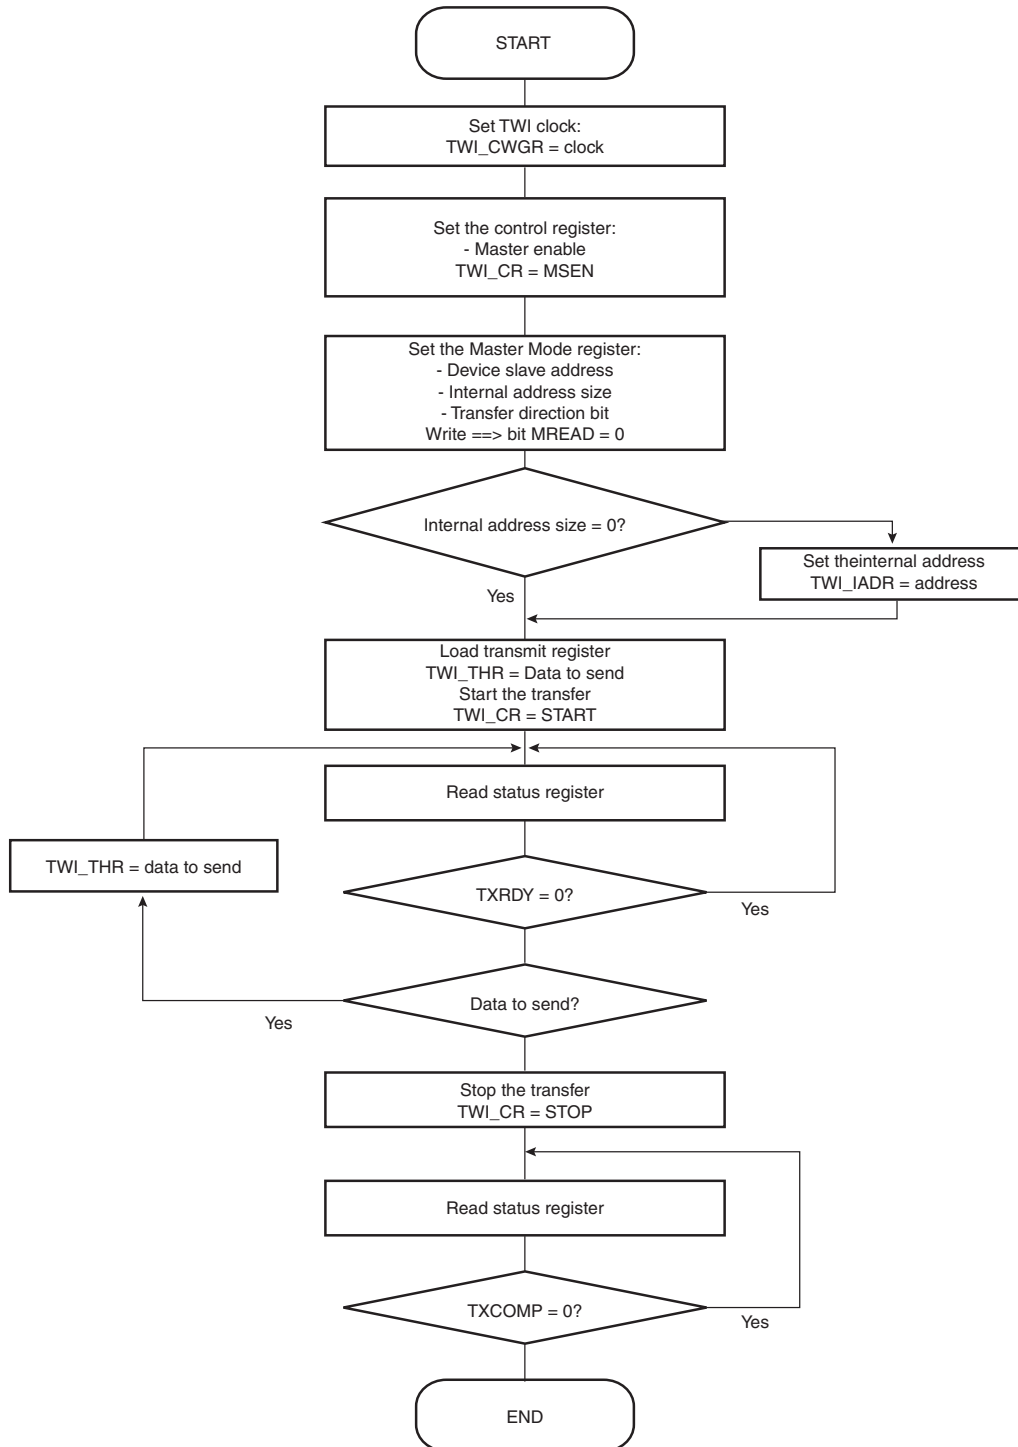 START
Set TWI clock:
TWI_CWGR = clock
Set the control register:
- Master enable
TWI_CR = MSEN
Set the Master Mode register:
- Device slave address
- Internal address size
- Transfer direction bit
Write ==> bit MREAD = 0
Internal address size = 0?
Set theinternal address
TWI_IADR = address
Yes
Load transmit register
TWI_THR = Data to send
Start the transfer
TWI_CR = START
Read status register
TWI_THR = data to send
TXRDY = 0?
Yes
Data to send?
Yes
Stop the transfer
TWI_CR = STOP
Read status register
TXCOMP = 0?
Yes
END